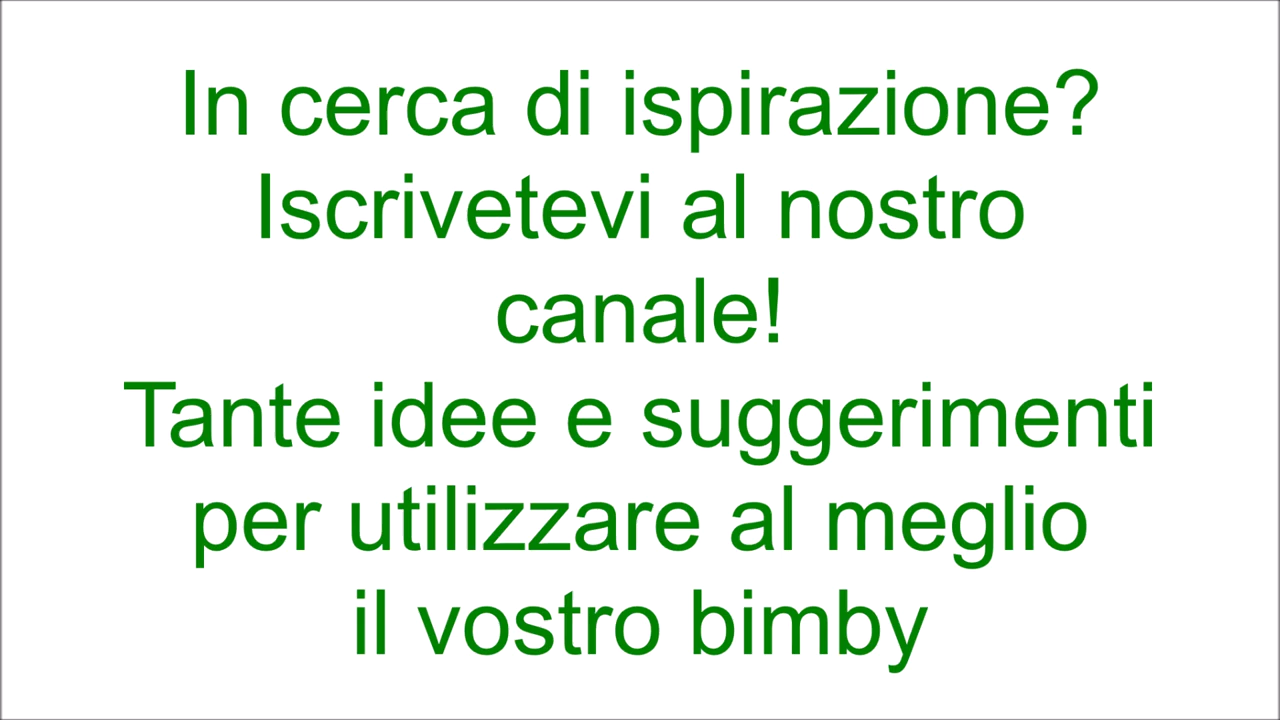 In cerca di ispirazione?
Iscrivetevi al nostro
canale!
Tante idee e suggerimenti
per utilizzare al meglio
il vostro bimby